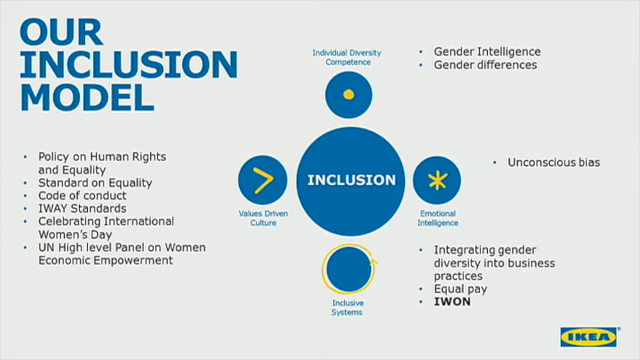 OUR
INCLUSION
MODEL
Individual Diversity
Competence
• Gender Intelligence
• Gender differences
• Policy on Human Rights
and Equality
• Standard on Equality
• Code of conduct
• IWAY Standards
• Celebrating International
Women's Day
• UN High level Panel on Women
Economic Empowerment
Values Driven
Culture
INCLUSION
Emotional
Intelligence
• Unconscious bias
Inclusive
Systems
• Integrating gender
diversity into business
practices
• Equal pay
• IWON
IKEA